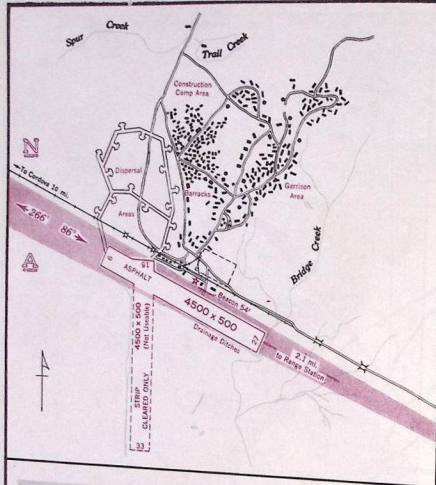 Spur Creek
Trail Creek
Construction
Camp Area
N
Dispersal
Barracks
Garrison
Area
To Cordova 10 mi.
Areas
266° 86°
A
Bridge Creek
9
ASPHALT
15
Beacon 54'
4500 x 500
27
Drainage Ditches
STRIP 4500 x 500
CLEARED ONLY (Not Useable)
2.1 mi.
to Range Station
33